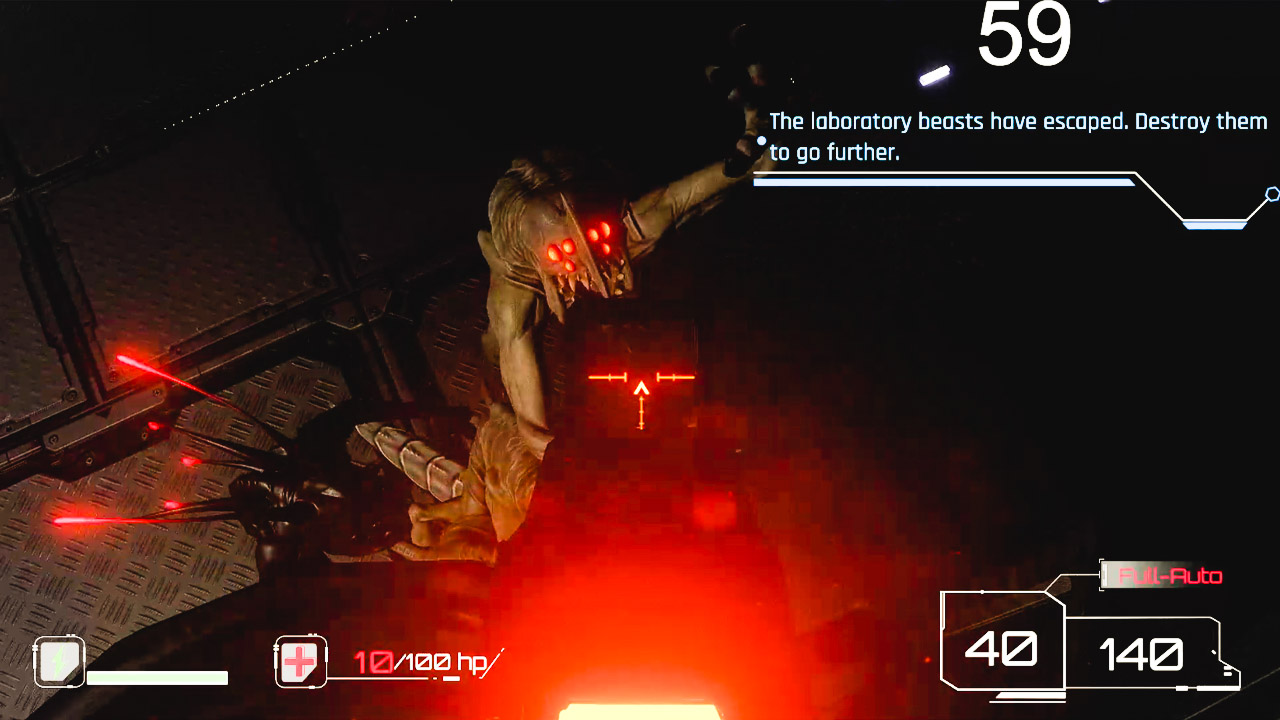 59
The laboratory beasts have escaped. Destroy them
to go further.
Full-Auto
10/100 hp/
40
140